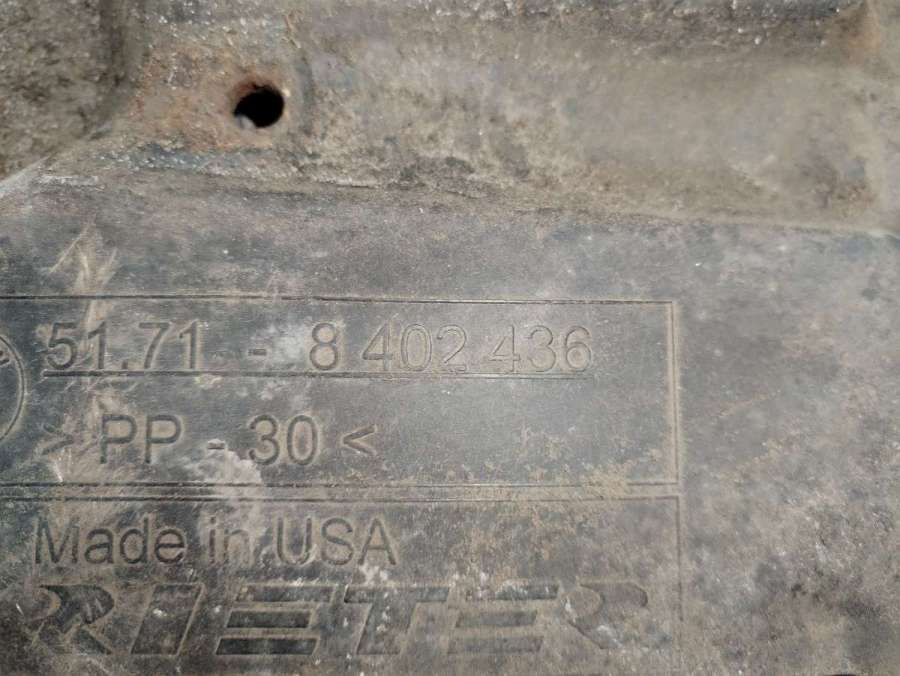 51.71 - 8 402 436
> PP - 30 <
Made in USA
RIETER